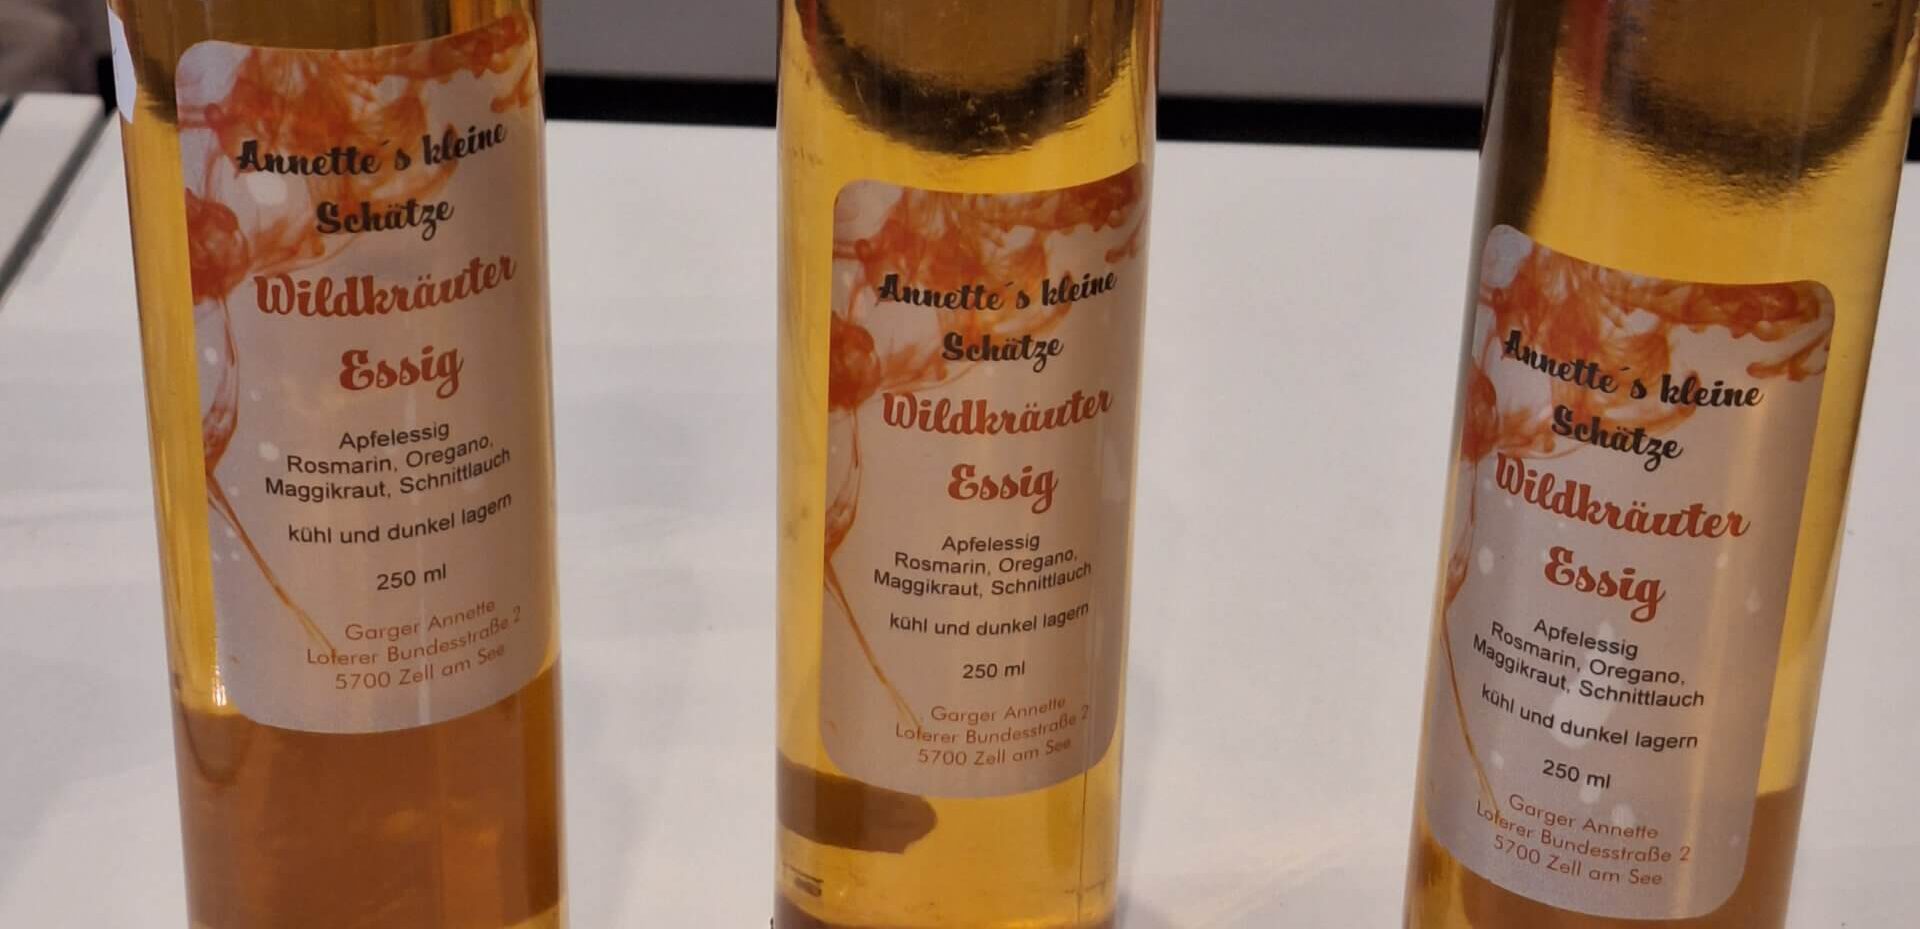 Annette´s kleine
Schätze
Wildkräuter
Essig
Apfelessig
Rosmarin, Oregano,
Maggikraut, Schnittlauch
kühl und dunkel lagern
250 ml
Garger Annette
Loferer Bundesstraße 2
5700 Zell am See
Annette´s kleine
Schätze
Wildkräuter
Essig
Apfelessig
Rosmarin, Oregano,
Maggikraut, Schnittlauch
kühl und dunkel lagern
250 ml
Garger Annette
Loferer Bundesstraße 2
5700 Zell am See
Annette´s kleine
Schätze
Wildkräuter
Essig
Apfelessig
Rosmarin, Oregano,
Maggikraut, Schnittlauch
kühl und dunkel lagern
250 ml
Garger Annette
Loferer Bundesstraße 2
5700 Zell am See